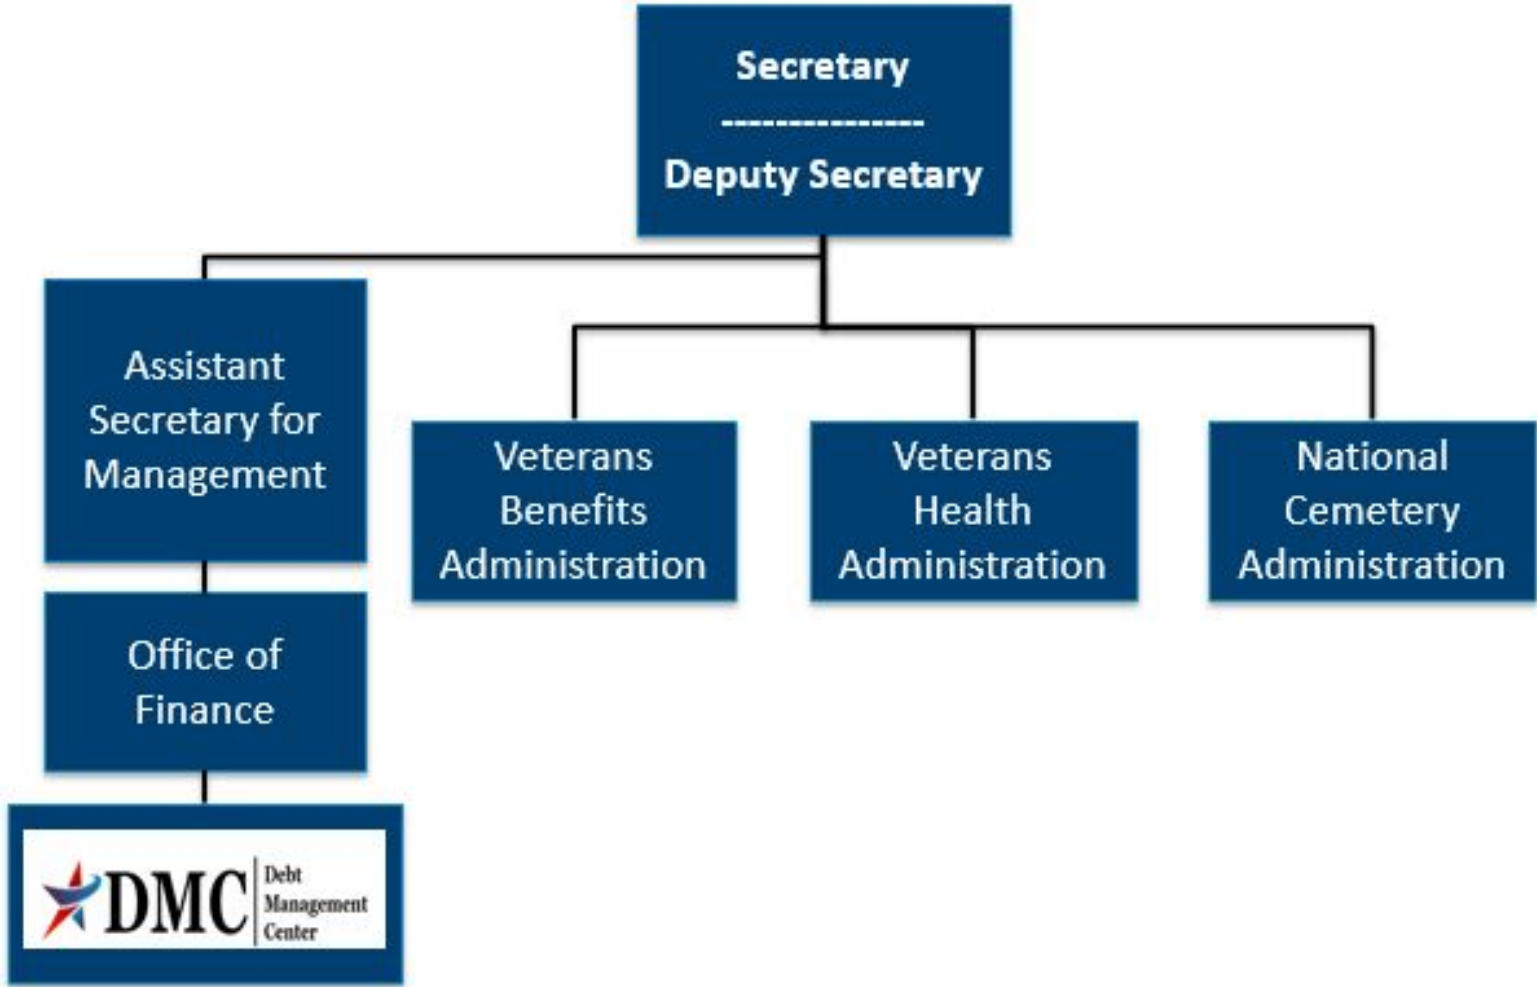 Secretary
---------------
Deputy Secretary
Assistant
Secretary for
Management
Veterans
Benefits
Administration
Veterans
Health
Administration
National
Cemetery
Administration
Office of
Finance
DMC
Debt
Management
Center